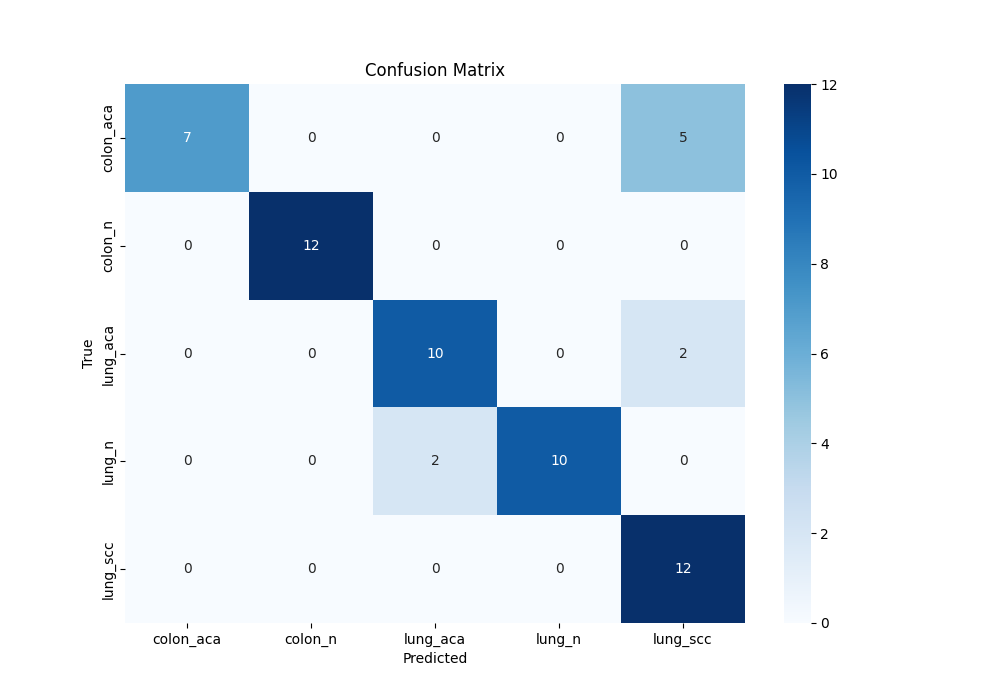 Confusion Matrix
colon_aca
7 0 0 0 5
colon_n
0 12 0 0 0
lung_aca
0 0 10 0 2
lung_n
0 0 2 10 0
lung_scc
0 0 0 0 12
True
colon_aca colon_n lung_aca lung_n lung_scc
Predicted
12
10
8
6
4
2
0